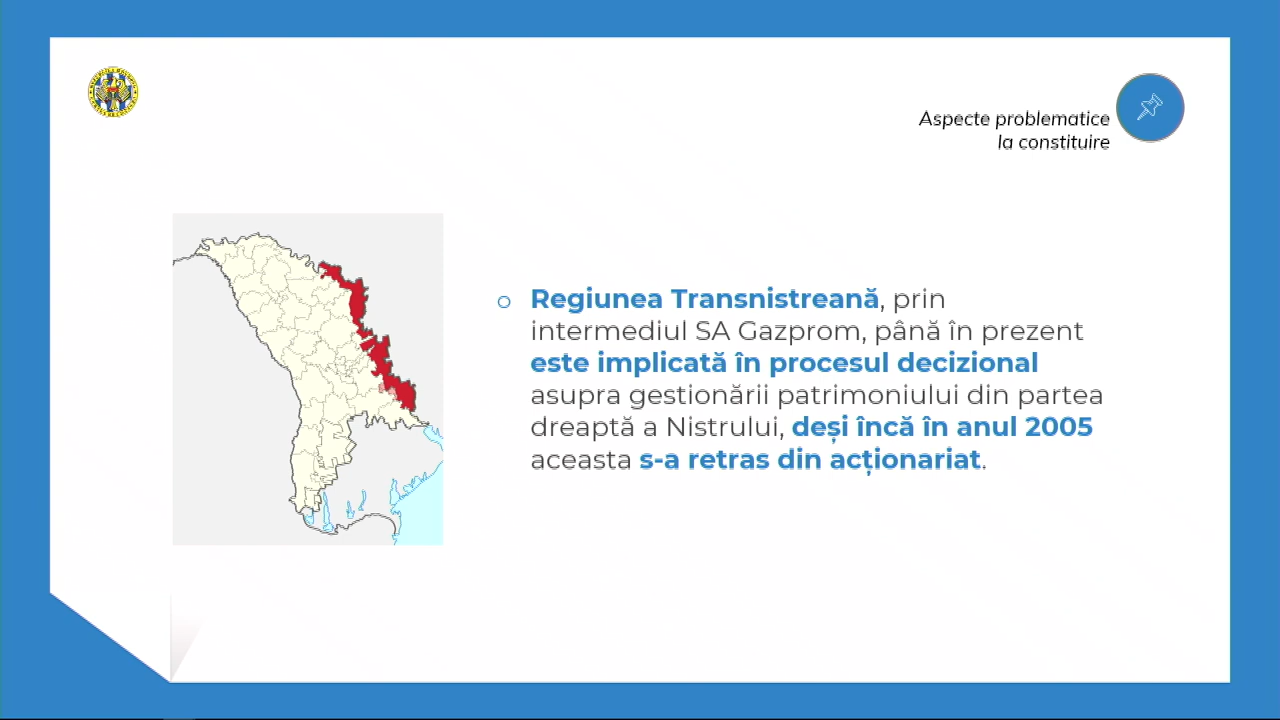 Aspecte problematice
la constituire
Regiunea Transnistreană, prin
intermediul SA Gazprom, până în prezent
este implicată în procesul decizional
asupra gestionării patrimoniului din partea
dreaptă a Nistrului, deși încă în anul 2005
aceasta s-a retras din acționariat.